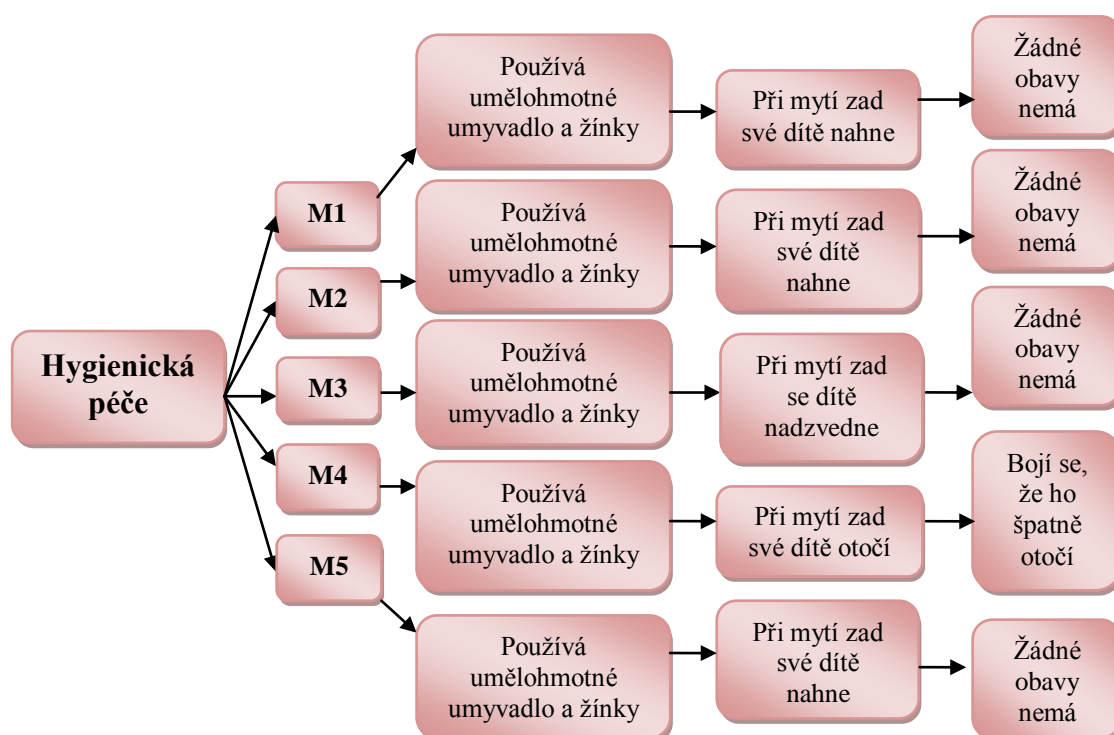 Hygienická
péče
M1
Používá
umělohmotné
umyvadlo a žínky
Při mytí zad
své dítě nahne
Žádné
obavy
nemá
M2
Používá
umělohmotné
umyvadlo a žínky
Při mytí zad
své dítě
nahne
Žádné
obavy
nemá
M3
Používá
umělohmotné
umyvadlo a žínky
Při mytí zad
se dítě
nadzvedne
Žádné
obavy
nemá
M4
Používá
umělohmotné
umyvadlo a žínky
Při mytí zad
své dítě otočí
Bojí se,
že ho
špatně
otočí
M5
Používá
umělohmotné
umyvadlo a žínky
Při mytí zad
své dítě
nahne
Žádné
obavy
nemá